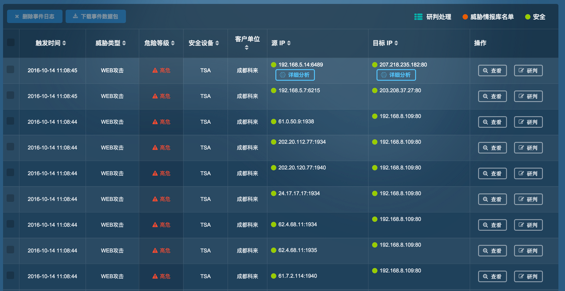 删除事件日志 下载事件数据包 研判处理 威胁情报库名单 安全
触发时间 威胁类型 危险等级 安全设备 客户单位 源 IP 目标 IP 操作
2016-10-14 11:08:45 WEB攻击 高危 TSA 成都科来 192.168.5.14:6489 207.218.235.182:80 查看 研判
详细分析 详细分析
2016-10-14 11:08:45 WEB攻击 高危 TSA 成都科来 192.168.5.7:6215 203.208.37.27:80 查看 研判
2016-10-14 11:08:44 WEB攻击 高危 TSA 成都科来 61.0.50.9:1938 192.168.8.109:80 查看 研判
2016-10-14 11:08:44 WEB攻击 高危 TSA 成都科来 202.20.112.77:1934 192.168.8.109:80 查看 研判
2016-10-14 11:08:44 WEB攻击 高危 TSA 成都科来 202.20.120.77:1940 192.168.8.109:80 查看 研判
2016-10-14 11:08:44 WEB攻击 高危 TSA 成都科来 24.17.17.17:1934 192.168.8.109:80 查看 研判
2016-10-14 11:08:44 WEB攻击 高危 TSA 成都科来 62.4.68.11:1934 192.168.8.109:80 查看 研判
2016-10-14 11:08:44 WEB攻击 高危 TSA 成都科来 62.4.68.11:1935 192.168.8.109:80 查看 研判
2016-10-14 11:08:44 WEB攻击 高危 TSA 成都科来 61.7.2.114:1940 192.168.8.109:80 查看 研判